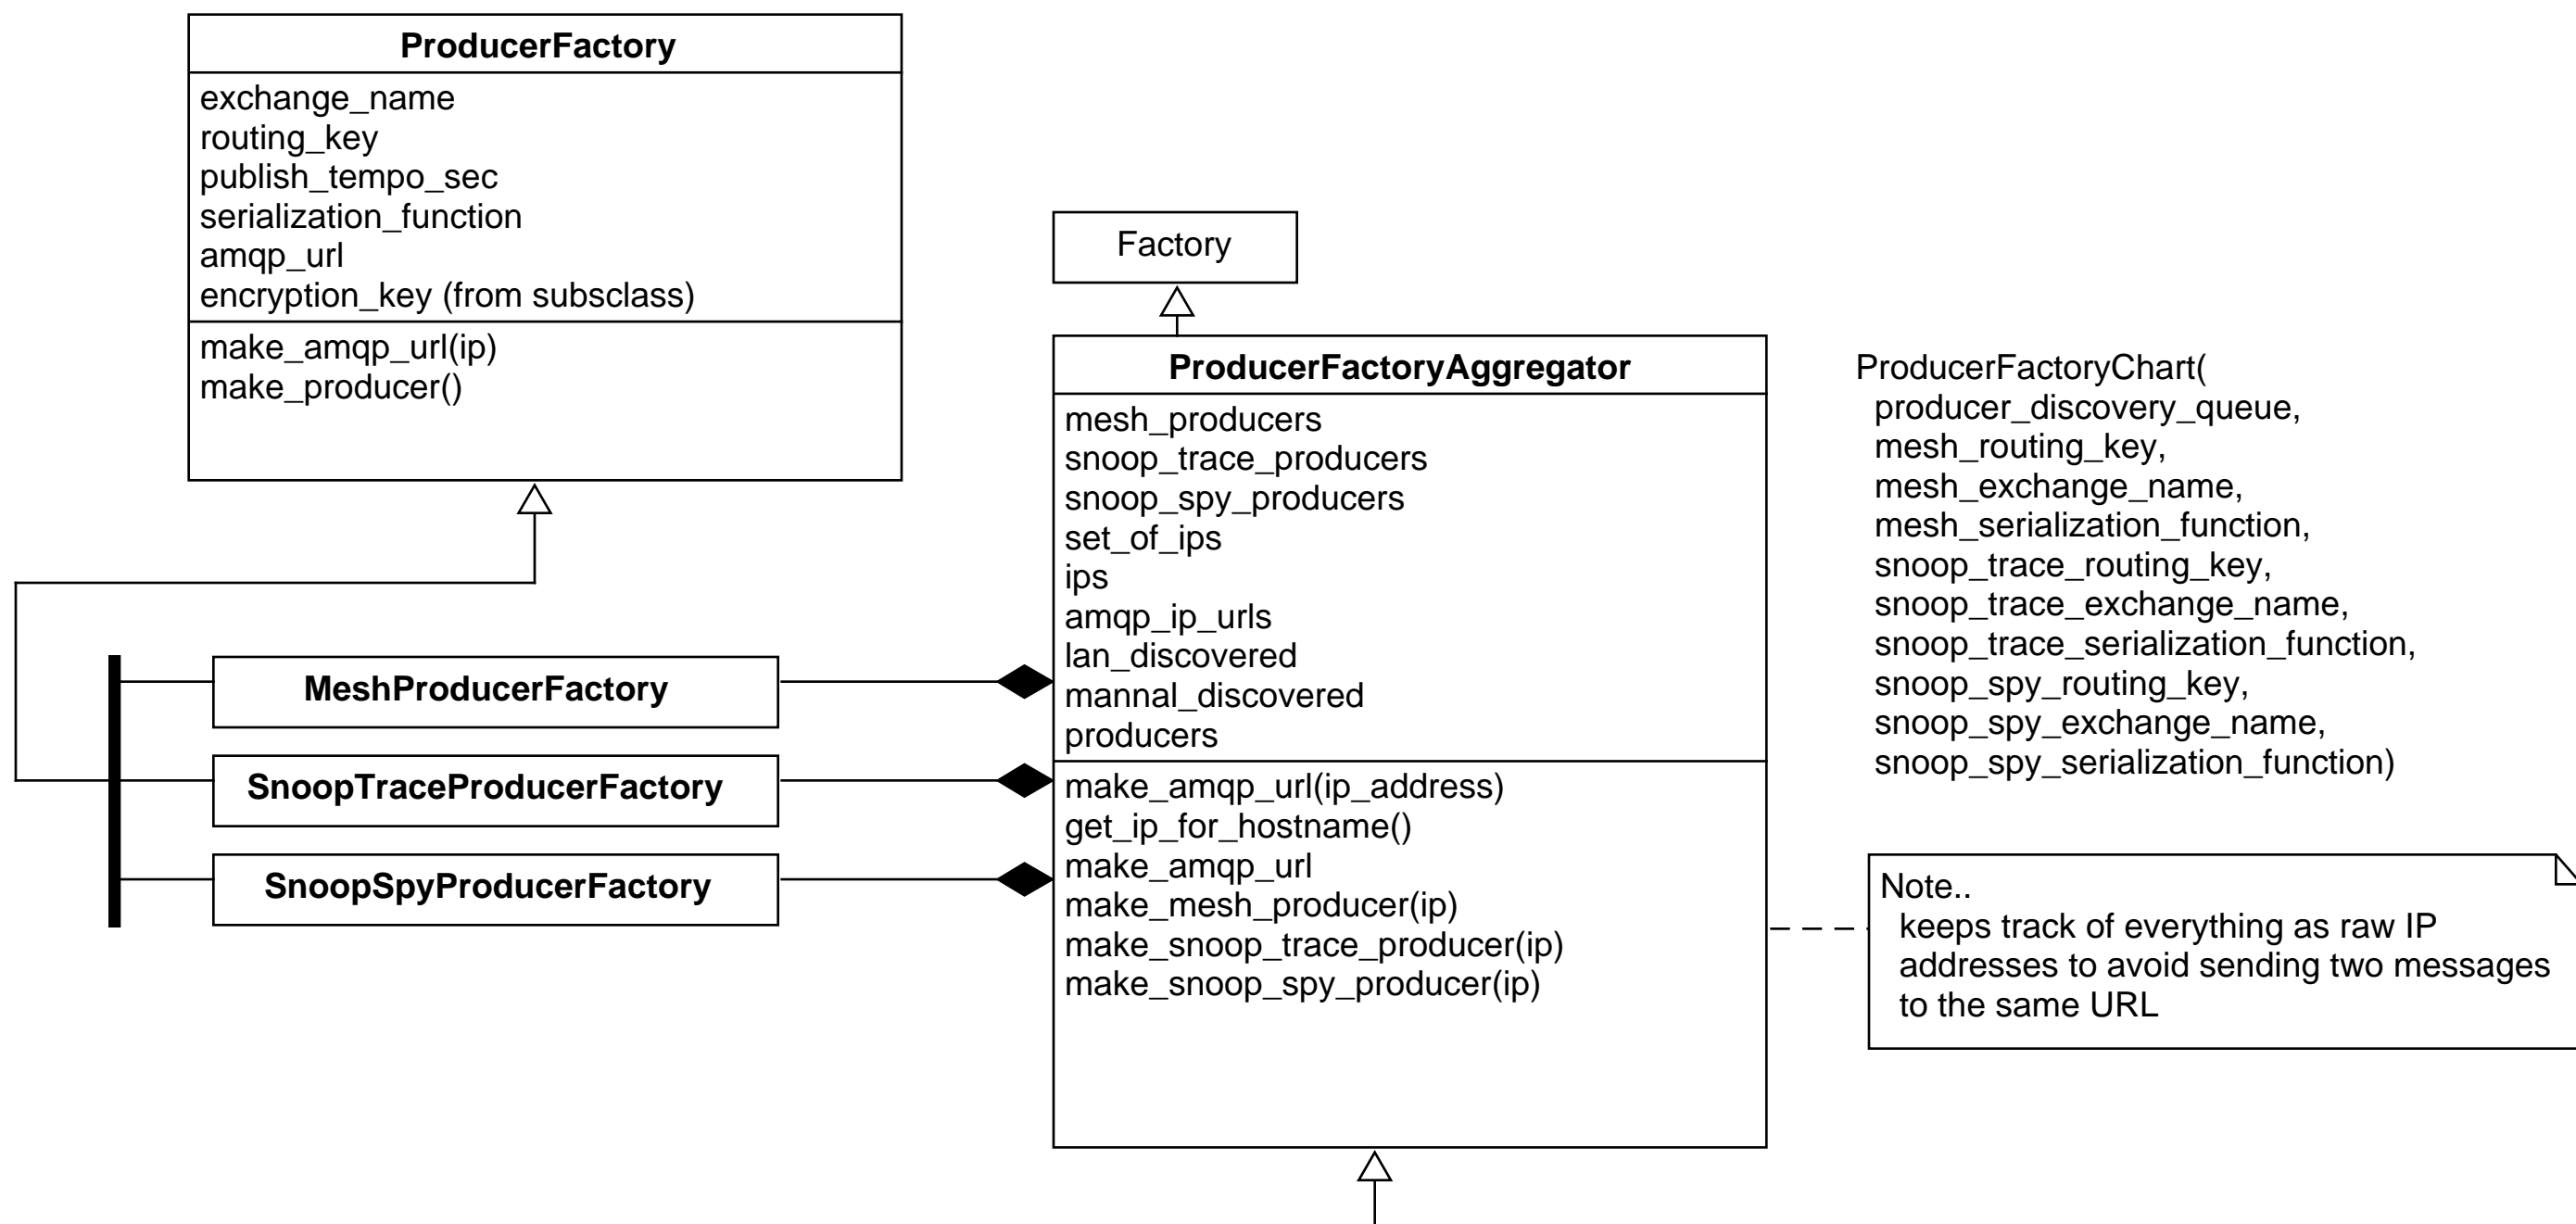 ProducerFactory
exchange_name
routing_key
publish_tempo_sec
serialization_function
amqp_url
encryption_key (from subsclass)
make_amqp_url(ip)
make_producer()
Factory
ProducerFactoryAggregator
mesh_producers
snoop_trace_producers
snoop_spy_producers
set_of_ips
ips
amqp_ip_urls
lan_discovered
mannal_discovered
producers
make_amqp_url(ip_address)
get_ip_for_hostname()
make_amqp_url
make_mesh_producer(ip)
make_snoop_trace_producer(ip)
make_snoop_spy_producer(ip)
MeshProducerFactory
SnoopTraceProducerFactory
SnoopSpyProducerFactory
ProducerFactoryChart(
producer_discovery_queue,
mesh_routing_key,
mesh_exchange_name,
mesh_serialization_function,
snoop_trace_routing_key,
snoop_trace_exchange_name,
snoop_trace_serialization_function,
snoop_spy_routing_key,
snoop_spy_exchange_name,
snoop_spy_serialization_function)
Note..
keeps track of everything as raw IP
addresses to avoid sending two messages
to the same URL